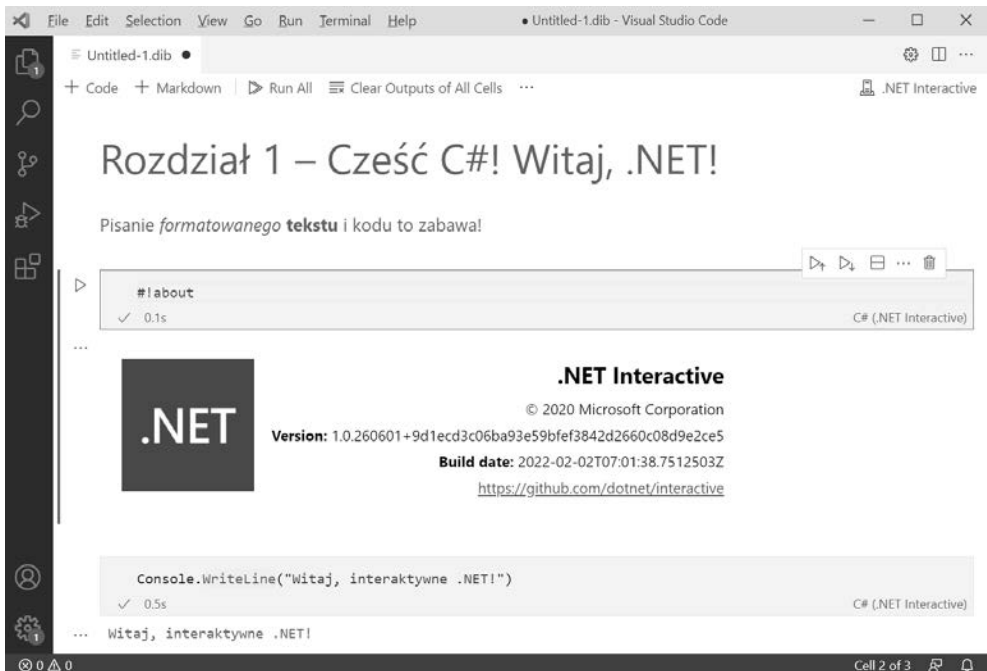 File Edit Selection View Go Run Terminal Help ● Untitled-1.dib - Visual Studio Code
Untitled-1.dib ●
+ Code + Markdown Run All Clear Outputs of All Cells ... .NET Interactive
1
Rozdział 1 – Cześć C#! Witaj, .NET!
Pisanie formatowanego tekstu i kodu to zabawa!
#!about
✓ 0.1s C# (.NET Interactive)
.NET
.NET Interactive
© 2020 Microsoft Corporation
Version: 1.0.260601+9d1ecd3c06ba93e59bfef3842d2660c08d9e2ce5
Build date: 2022-02-02T07:01:38.7512503Z
https://github.com/dotnet/interactive
Console.WriteLine("Witaj, interaktywne .NET!")
✓ 0.5s C# (.NET Interactive)
1
... Witaj, interaktywne .NET!
0 0 Cell 2 of 3